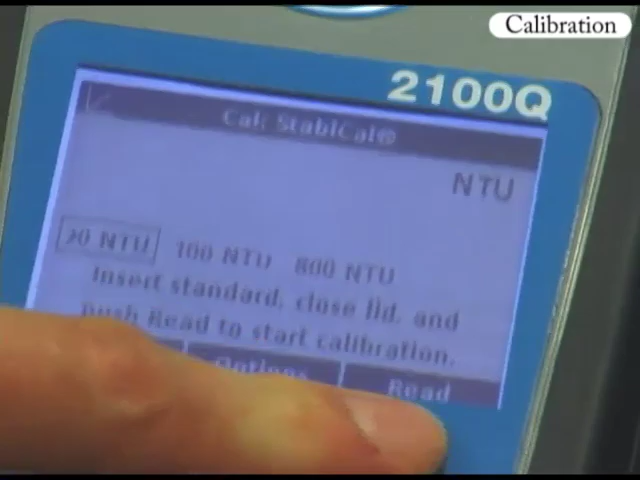 Calibration
2100Q
Cal: StablCal®
NTU
20 NTU 100 NTU 800 NTU
Insert standard, close lid, and
push Read to start calibration.
Options Read